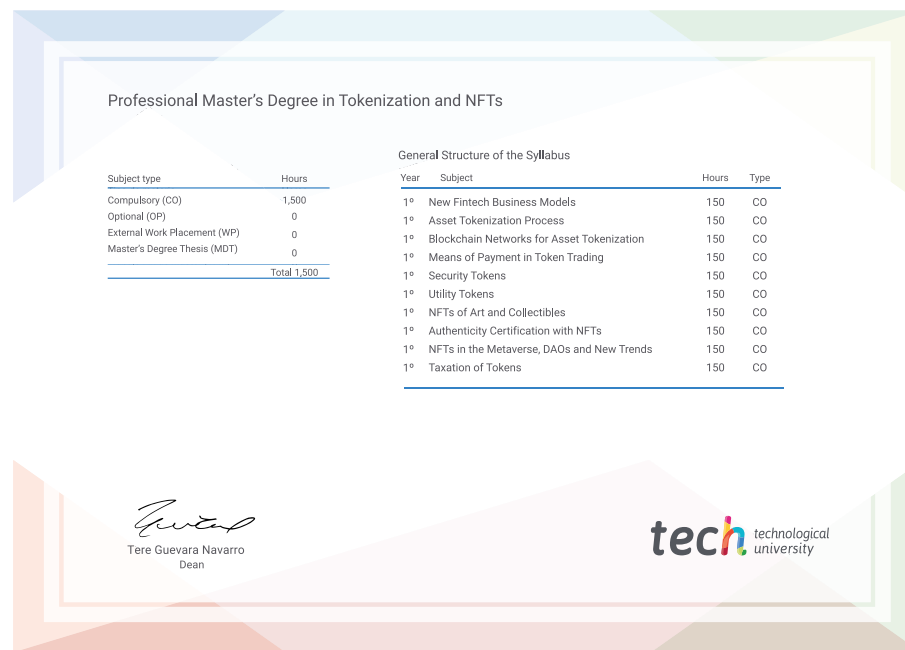 Professional Master's Degree in Tokenization and NFTs
Subject type Hours
Compulsory (CO) 1,500
Optional (OP) 0
External Work Placement (WP) 0
Master's Degree Thesis (MDT) 0
Total 1,500
General Structure of the Syllabus
Year Subject Hours Type
1º New Fintech Business Models 150 CO
1º Asset Tokenization Process 150 CO
1º Blockchain Networks for Asset Tokenization 150 CO
1º Means of Payment in Token Trading 150 CO
1º Security Tokens 150 CO
1º Utility Tokens 150 CO
1º NFTs of Art and Collectibles 150 CO
1º Authenticity Certification with NFTs 150 CO
1º NFTs in the Metaverse, DAOs and New Trends 150 CO
1º Taxation of Tokens 150 CO
Tere Guevara Navarro
Dean
tech technological
university